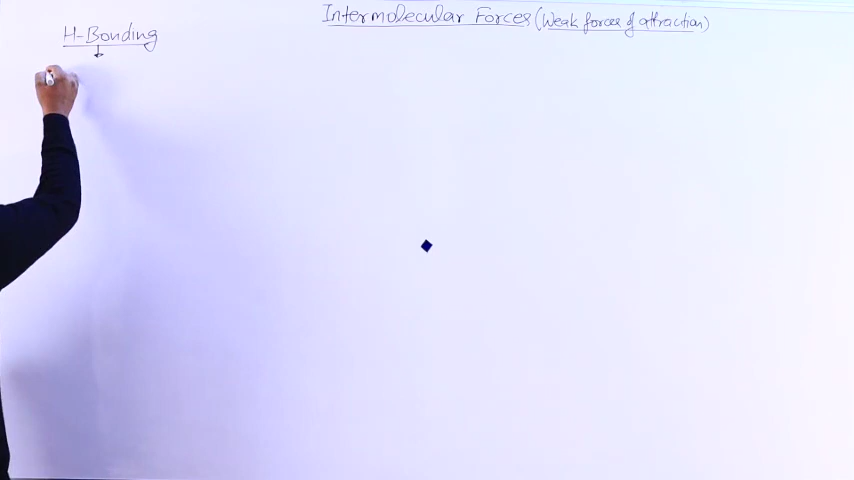 Intermolecular Forces (Weak forces of attraction)
H-Bonding